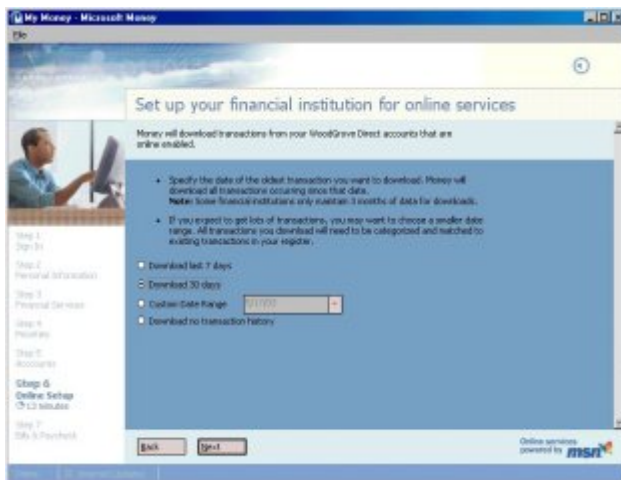 My Money - Microsoft Money
File
Set up your financial institution for online services
Money will download transactions from your WoodGrove Direct accounts that are
online enabled.
• Specify the date of the oldest transaction you want to download. Money will
download all transactions occurring since that date.
Note: Some financial institutions only maintain 3 months of data for downloads.
• If you expect to get lots of transactions, you may want to choose a smaller date
range. All transactions you download will need to be categorized and matched to
existing transactions in your register.
Download last 7 days
Download 30 days
Custom Date Range
Download no transaction history
Step 1
Sign In
Step 2
Personal Information
Step 3
Financial Services
Step 4
Priorities
Step 5
Accounts
Step 6
Online Setup
13 minutes
Step 7
Bills & Paycheck
Back
Next
Online services
powered by msn